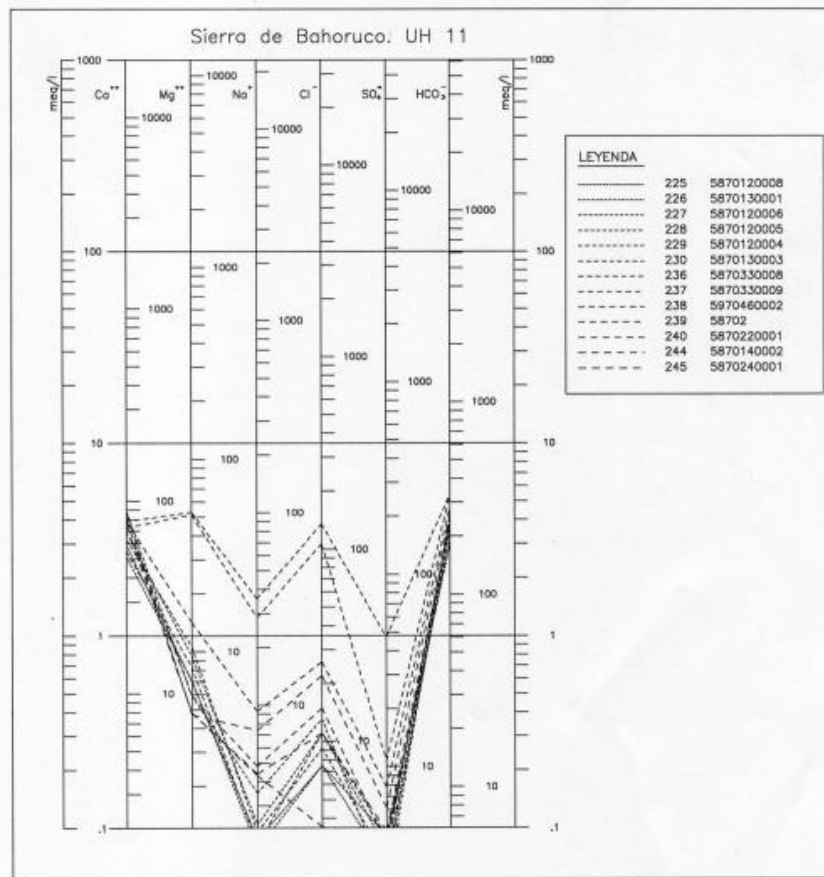 Sierra de Bahoruco. UH 11
1000 1000
meq/l Ca++ Mg++ Na+ Cl- SO4= HCO3- meq/l
10000 10000 10000 10000 10000 10000
100 100
1000 1000 1000 1000 1000 1000
10 10
100 100 100 100 100 100
1 1
10 10 10 10 10 10
.1 .1
LEYENDA
225 5870120008
226 5870130001
227 5870120006
228 5870120005
229 5870120004
230 5870130003
236 5870330008
237 5870330009
238 5970460002
239 58702
240 5870220001
244 5870140002
245 5870240001